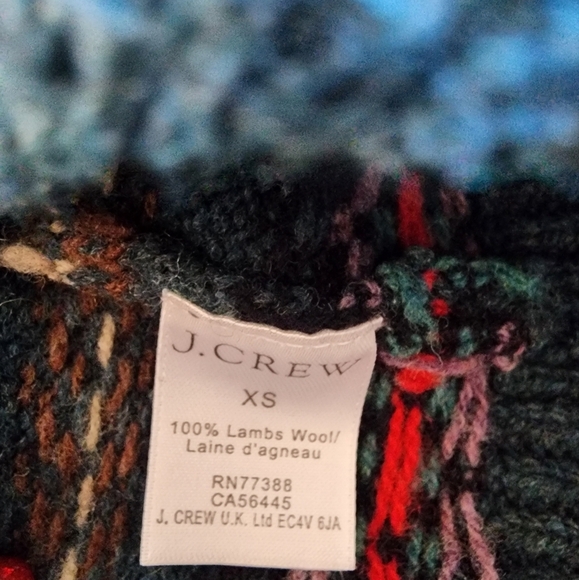 J.CREW
XS
100% Lambs Wool/
Laine d'agneau
RN77388
CA56445
J. CREW U.K. Ltd EC4V 6JA